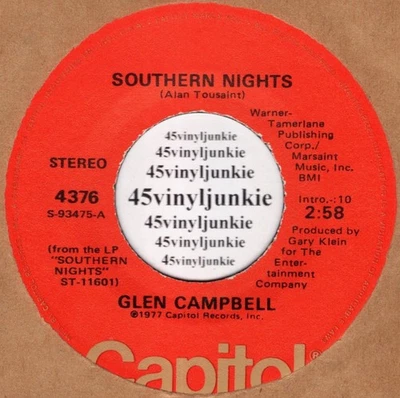 SOUTHERN NIGHTS
(Alan Tousaint)
Warner-
Tamerlane
Publishing
Corp./
Marsaint
Music, Inc.
BMI
STEREO
4376
S-93475-A
Intro.-:10
2:58
Produced by
Gary Klein
for The
Enter-
tainment
Company
(from the LP
"SOUTHERN
NIGHTS"
ST-11601)
45vinyljunkie
45vinyljunkie
45vinyljunkie
45vinyljunkie
45vinyljunkie
45vinyljunkie
45vinyljunkie
GLEN CAMPBELL
℗1977 Capitol Records, Inc.
Capitol®